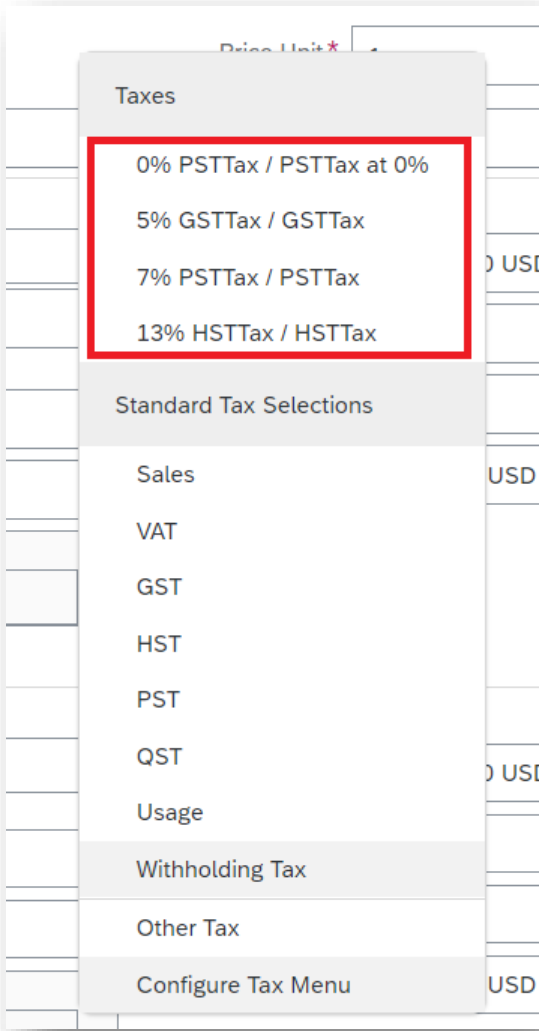 Price Unit*
Taxes
0% PSTTax / PSTTax at 0%
5% GSTTax / GSTTax
7% PSTTax / PSTTax
13% HSTTax / HSTTax
Standard Tax Selections
Sales
VAT
GST
HST
PST
QST
Usage
Withholding Tax
Other Tax
Configure Tax Menu
0 USD
USD
0 USD
USD